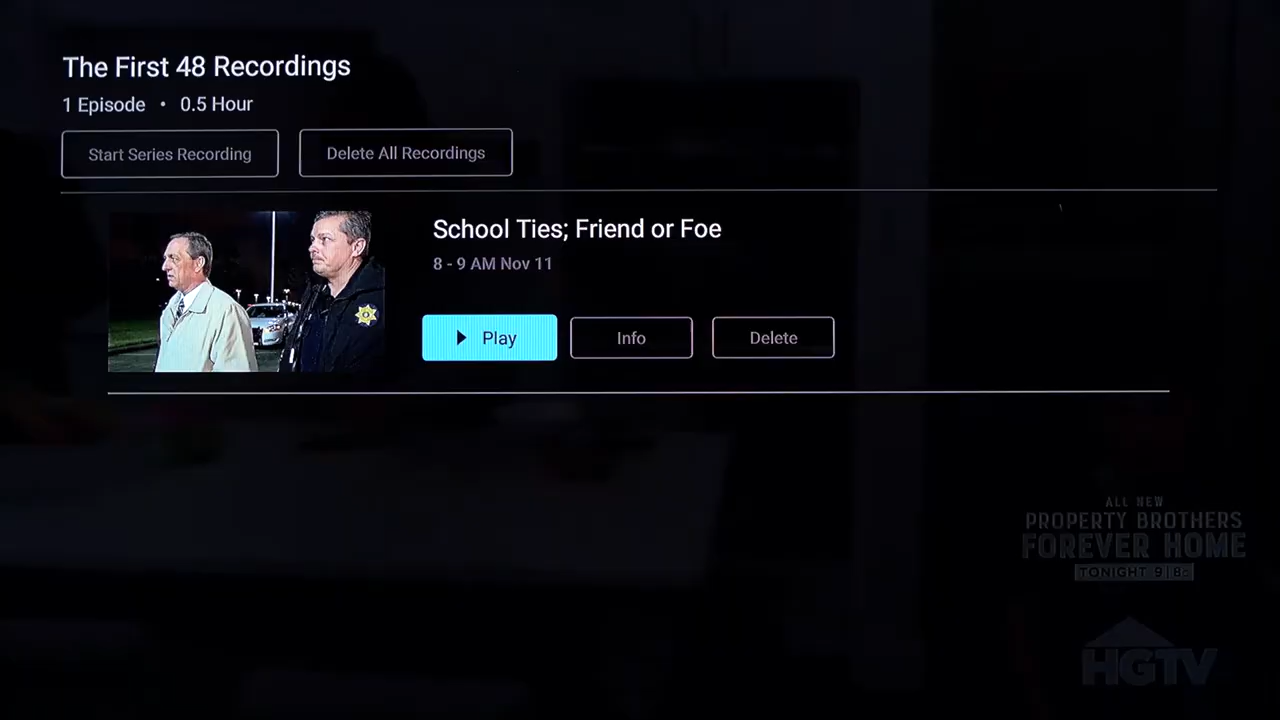 The First 48 Recordings
1 Episode • 0.5 Hour
Start Series Recording
Delete All Recordings
School Ties; Friend or Foe
8 - 9 AM Nov 11
Play
Info
Delete
ALL NEW
PROPERTY BROTHERS
FOREVER HOME
TONIGHT 9|8c
HGTV